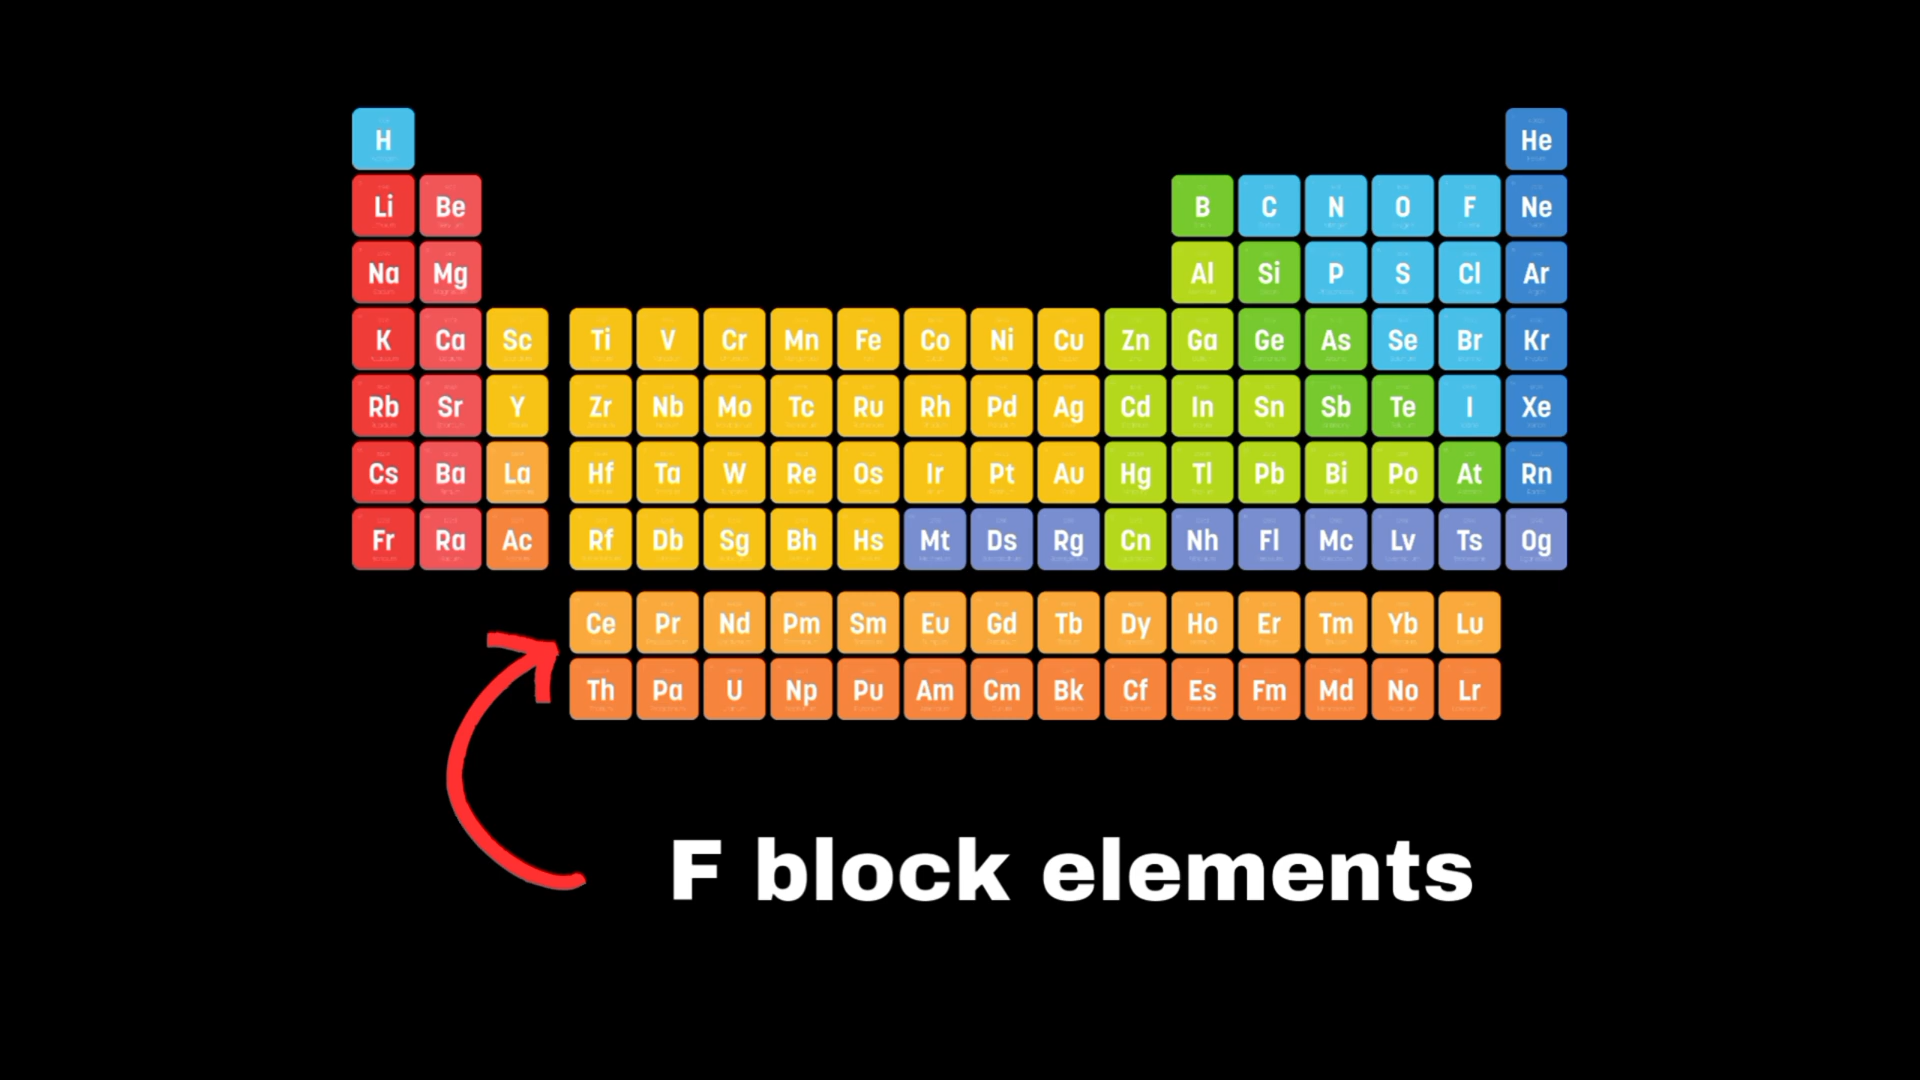 H He
Li Be B C N O F Ne
Na Mg Al Si P S Cl Ar
K Ca Sc Ti V Cr Mn Fe Co Ni Cu Zn Ga Ge As Se Br Kr
Rb Sr Y Zr Nb Mo Tc Ru Rh Pd Ag Cd In Sn Sb Te I Xe
Cs Ba La Hf Ta W Re Os Ir Pt Au Hg Tl Pb Bi Po At Rn
Fr Ra Ac Rf Db Sg Bh Hs Mt Ds Rg Cn Nh Fl Mc Lv Ts Og
Ce Pr Nd Pm Sm Eu Gd Tb Dy Ho Er Tm Yb Lu
Th Pa U Np Pu Am Cm Bk Cf Es Fm Md No Lr
F block elements